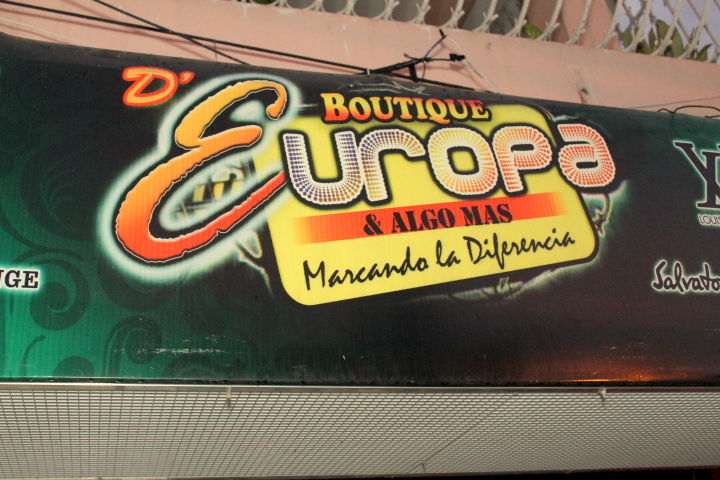 D'
BOUTIQUE
Europa
& ALGO MAS
Marcando la Diferencia